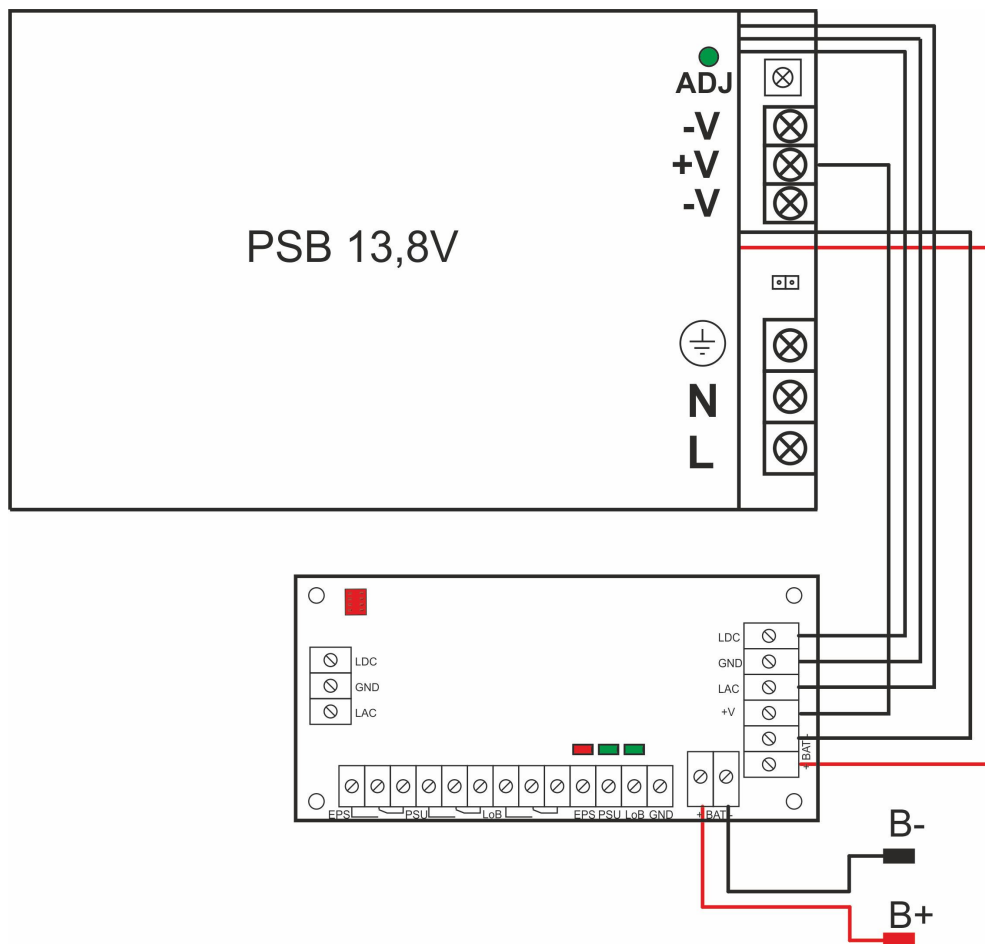 ADJ
-V
+V
-V
PSB 13,8V
N
L
LDC
GND
LAC
+V
+ BAT -
LDC
GND
LAC
EPS PSU LoB EPS PSU LoB GND + BAT -
B-
B+